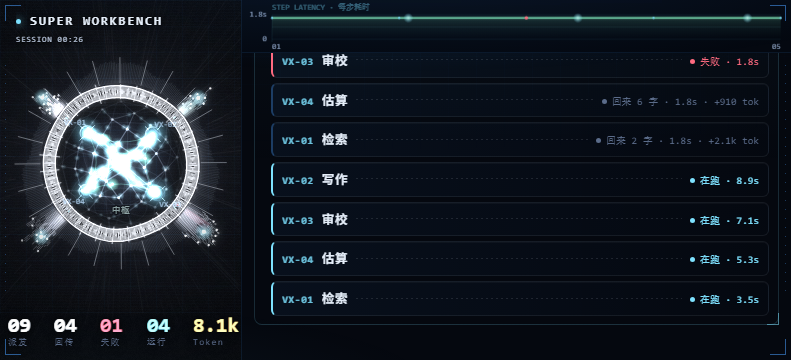 SUPER WORKBENCH
SESSION 00:26
VX-04
中枢
09 04 01 04 8.1k
派发 回传 失败 运行 Token
STEP LATENCY · 每步耗时
1.8s
0
01 05
VX-03 审校 失败 · 1.8s
VX-04 估算 回来 6 字 · 1.8s · +910 tok
VX-01 检索 回来 2 字 · 1.8s · +2.1k tok
VX-02 写作 在跑 · 8.9s
VX-03 审校 在跑 · 7.1s
VX-04 估算 在跑 · 5.3s
VX-01 检索 在跑 · 3.5s